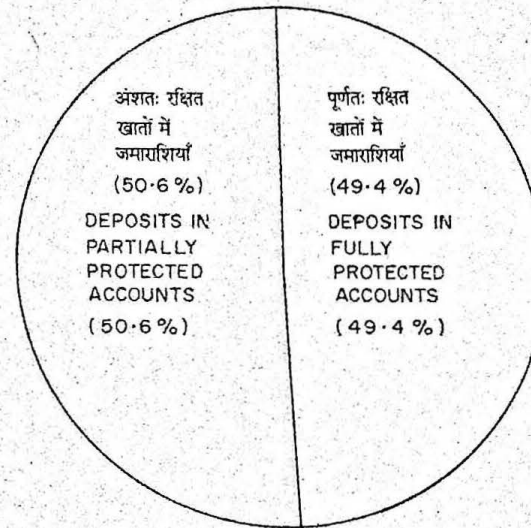 अंशतः रक्षित
खातों में
जमाराशियाँ
(50·6%)
DEPOSITS IN
PARTIALLY
PROTECTED
ACCOUNTS
(50·6%)
पूर्णतः रक्षित
खातों में
जमाराशियाँ
(49·4%)
DEPOSITS IN
FULLY
PROTECTED
ACCOUNTS
(49·4%)